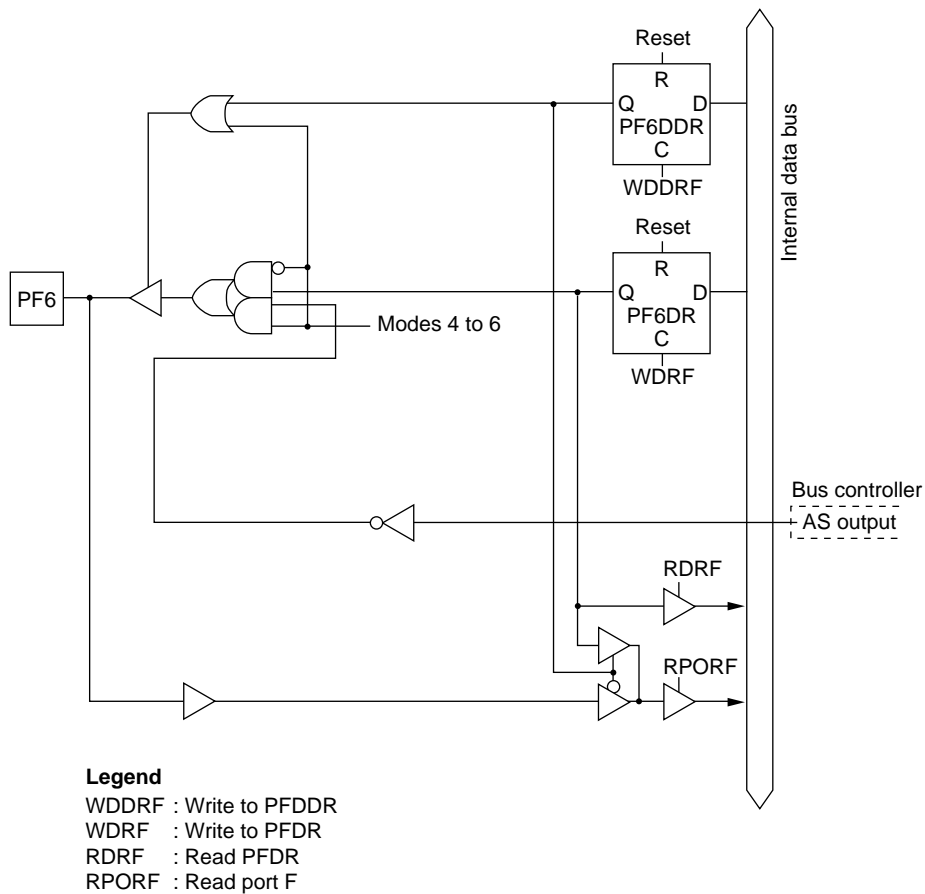 Reset
R
Q D
PF6DDR
C
WDDRF
Internal data bus
Reset
R
Q D
PF6DR
C
WDRF
PF6
Modes 4 to 6
Bus controller
AS output
RDRF
RPORF
Legend
WDDRF : Write to PFDDR
WDRF : Write to PFDR
RDRF : Read PFDR
RPORF : Read port F